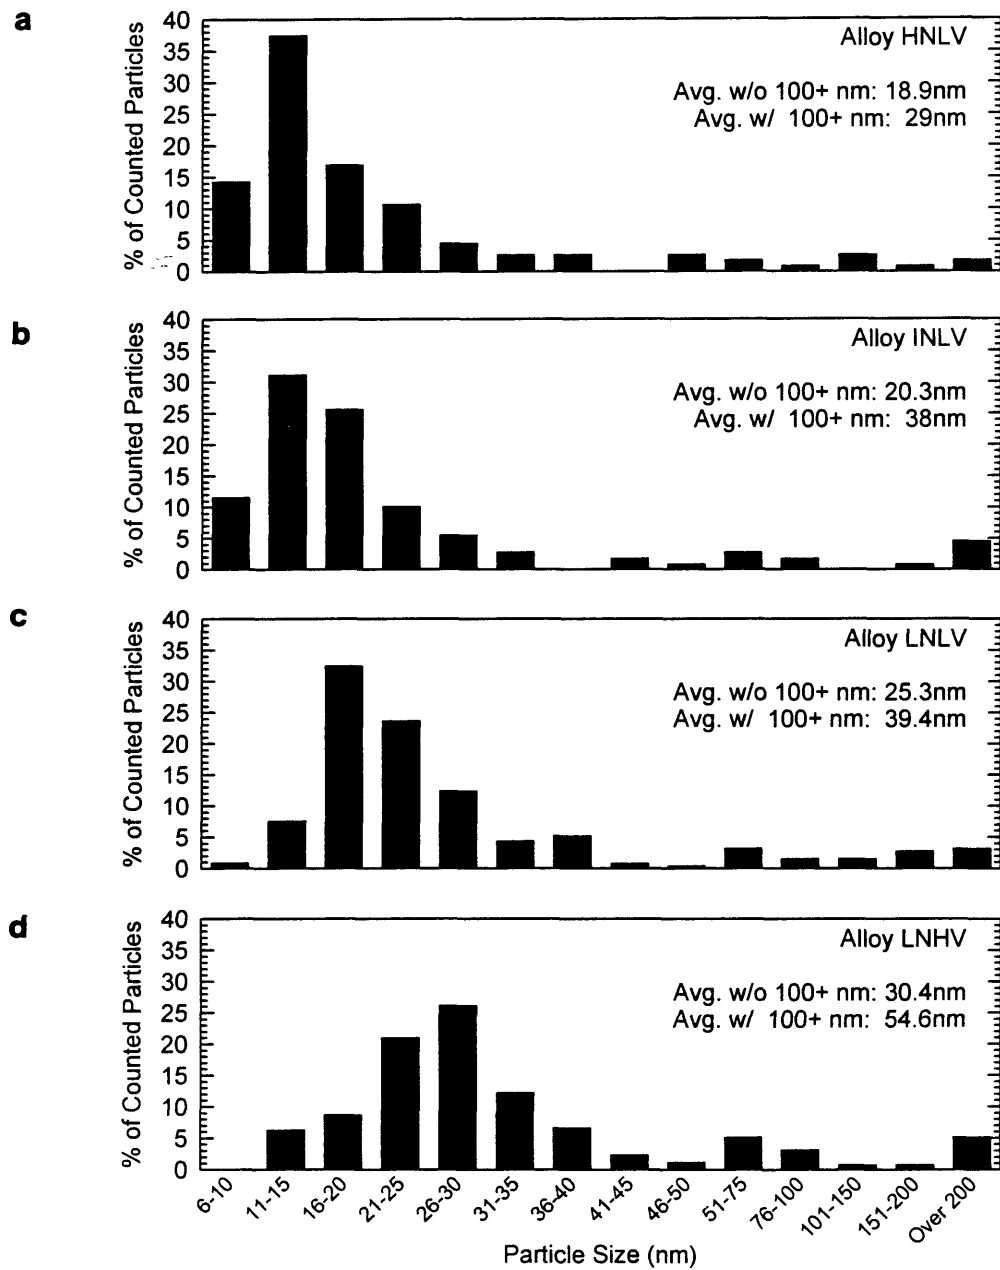 a
40
35
30
25
20
15
10
5
0
% of Counted Particles
Alloy HNLV
Avg. w/o 100+ nm: 18.9nm
Avg. w/ 100+ nm: 29nm
b
40
35
30
25
20
15
10
5
0
% of Counted Particles
Alloy INLV
Avg. w/o 100+ nm: 20.3nm
Avg. w/ 100+ nm: 38nm
c
40
35
30
25
20
15
10
5
0
% of Counted Particles
Alloy LNLV
Avg. w/o 100+ nm: 25.3nm
Avg. w/ 100+ nm: 39.4nm
d
40
35
30
25
20
15
10
5
0
% of Counted Particles
Alloy LNHV
Avg. w/o 100+ nm: 30.4nm
Avg. w/ 100+ nm: 54.6nm
6-10
11-15
16-20
21-25
26-30
31-35
36-40
41-45
46-50
51-75
76-100
101-150
151-200
Over 200
Particle Size (nm)